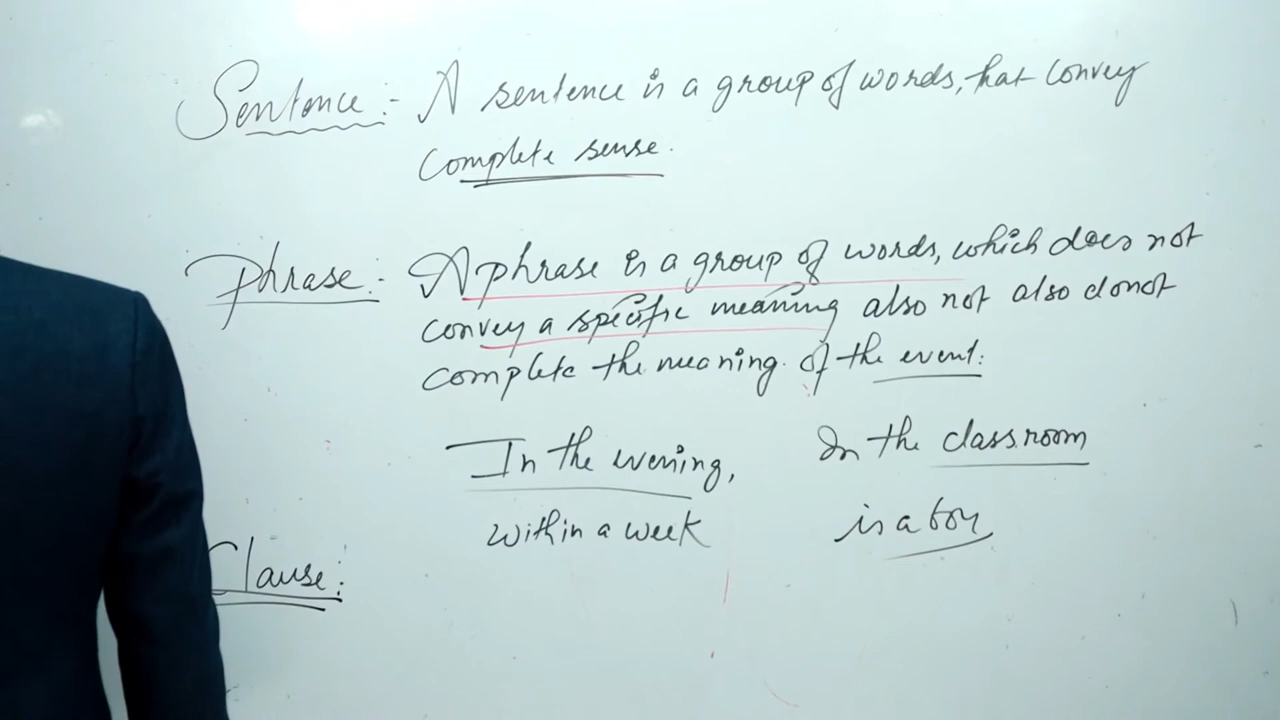 Sentence :- A sentence is a group of words, that convey
complete sense.
Phrase :- A phrase is a group of words, which does not
convey a specific meaning also not also donot
complete the meaning. of the event:
In the evening, In the classroom
within a week is a boy
Clause :